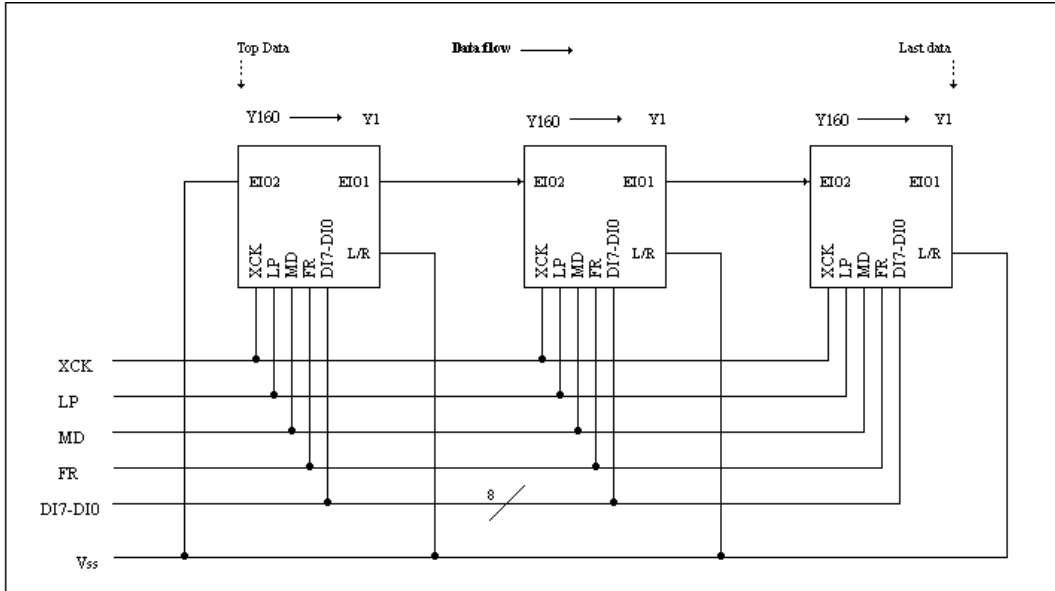 Top Data
Data flow
Last data
Y160 Y1
Y160 Y1
Y160 Y1
EIO2 EIO1
EIO2 EIO1
EIO2 EIO1
XCK LP MD FR DI7-DI0 L/R
XCK LP MD FR DI7-DI0 L/R
XCK LP MD FR DI7-DI0 L/R
XCK
LP
MD
FR
8
DI7-DI0
Vss